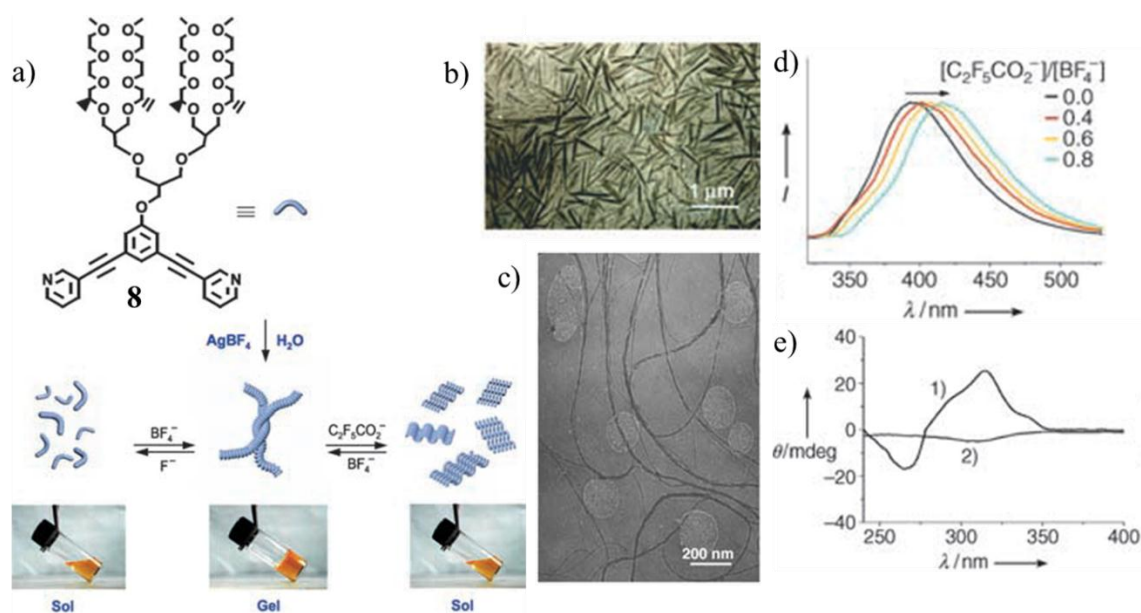 a)
O O O O
O O O O
O O O O
O O O O
O O
O
N N
8
≡
AgBF₄ H₂O
BF₄⁻
F⁻
C₂F₅CO₂⁻
BF₄⁻
Sol
Gel
Sol
b)
1 μm
c)
200 nm
d)
[C₂F₅CO₂⁻]/[BF₄⁻]
0.0
0.4
0.6
0.8
I
350 400 450 500
λ / nm
e)
40
20
0
θ/mdeg
−20
−40
1)
2)
250 300 350 400
λ / nm